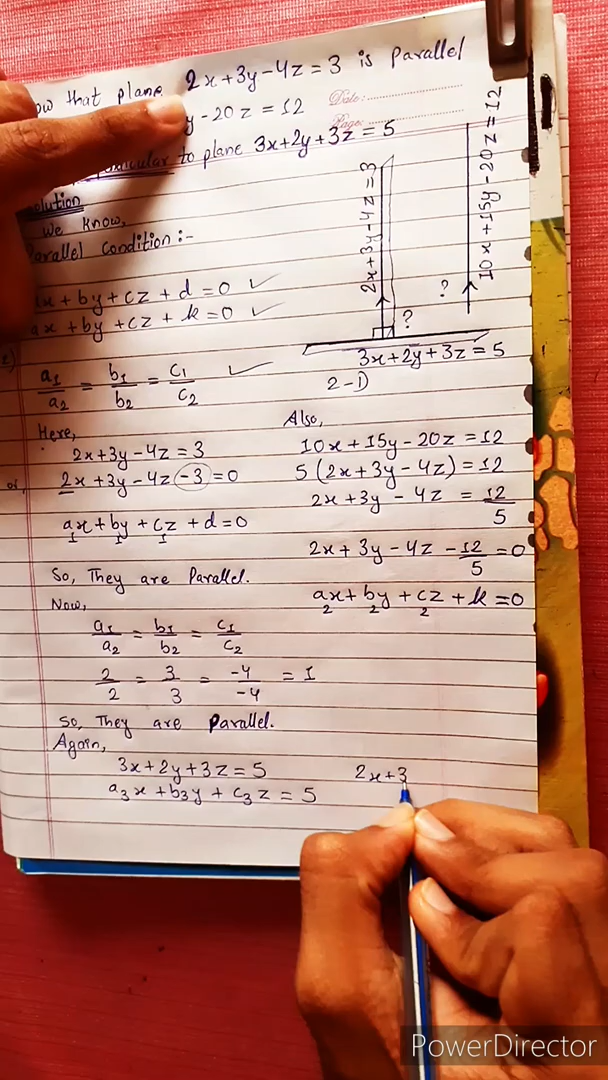 that plane 2x+3y-4z=3 is parallel
y-20z=12 Date:
Page:
to plane 3x+2y+3z=5
We know,
Parallel condition:-
ax+by+cz+d=0 ✓
ax+by+cz+k=0 ✓
a₁/a₂ = b₁/b₂ = c₁/c₂ ✓
2x+3y-4z=3
10x+15y-20z=12
?
?
3x+2y+3z=5
2-D
Here,
2x+3y-4z=3
or, 2x+3y-4z-3=0
a₁x+b₁y+c₁z+d=0
So, They are Parallel.
Also,
10x+15y-20z=12
5(2x+3y-4z)=12
2x+3y-4z = 12/5
2x+3y-4z-12/5=0
a₂x+b₂y+c₂z+k=0
Now,
a₁/a₂ = b₁/b₂ = c₁/c₂
2/2 = 3/3 = -4/-4 = 1
So, They are Parallel.
Again,
3x+2y+3z=5
a₃x+b₃y+c₃z=5
2x+3
PowerDirector